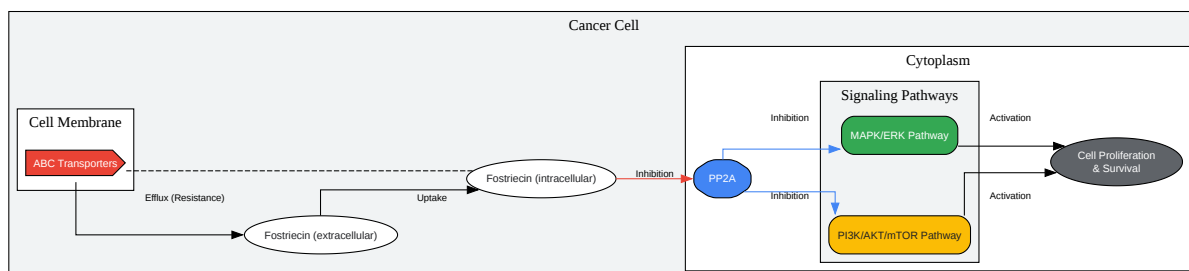 Cancer Cell
Cytoplasm
Signaling Pathways
Cell Membrane
ABC Transporters
Efflux (Resistance)
Fostriecin (extracellular)
Uptake
Fostriecin (intracellular)
Inhibition
PP2A
Inhibition
MAPK/ERK Pathway
Activation
Inhibition
PI3K/AKT/mTOR Pathway
Activation
Cell Proliferation
& Survival